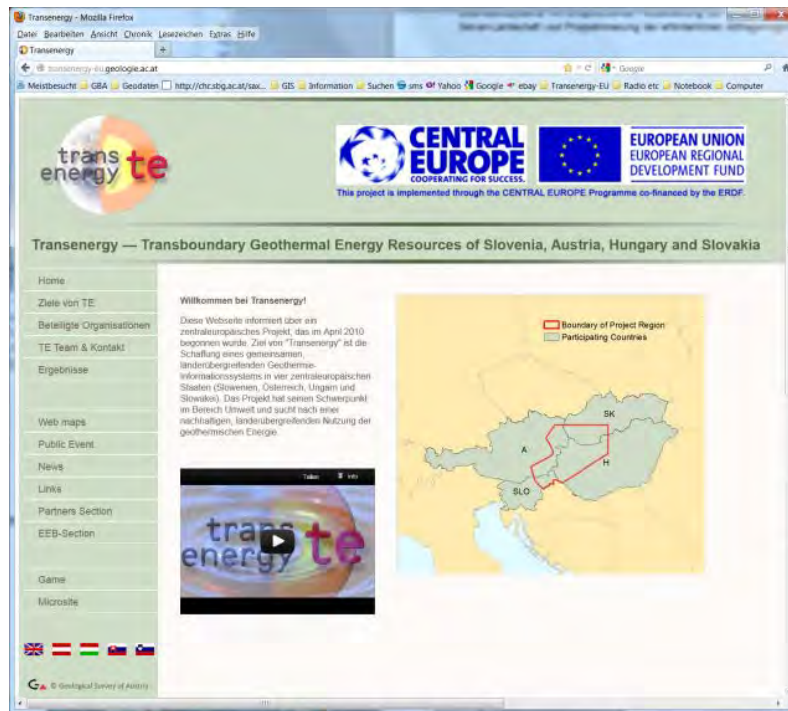 Transenergy - Mozilla Firefox
Datei Bearbeiten Ansicht Chronik Lesezeichen Extras Hilfe
Transenergy
transenergy-eu.geologie.ac.at
Google
Meistbesucht GBA Geodaten http://chc.sbg.ac.at/sax... GIS Information Suchen sms Yahoo Google ebay Transenergy-EU Radio etc Notebook Computer
trans
energy te
CENTRAL
EUROPE
COOPERATING FOR SUCCESS.
EUROPEAN UNION
EUROPEAN REGIONAL
DEVELOPMENT FUND
This project is implemented through the CENTRAL EUROPE Programme co-financed by the ERDF.
Transenergy — Transboundary Geothermal Energy Resources of Slovenia, Austria, Hungary and Slovakia
Home
Ziele von TE
Beteiligte Organisationen
TE Team & Kontakt
Ergebnisse
Web maps
Public Event
News
Links
Partners Section
EEB-Section
Game
Microsite
© Geological Survey of Austria
Willkommen bei Transenergy!
Diese Webseite informiert über ein
zentraleuropäisches Projekt, das im April 2010
begonnen wurde. Ziel von "Transenergy" ist die
Schaffung eines gemeinsamen,
länderübergreifenden Geothermie-
Informationssystems in vier zentraleuropäischen
Staaten (Slowenien, Österreich, Ungarn und
Slowakei). Das Projekt hat seinen Schwerpunkt
im Bereich Umwelt und sucht nach einer
nachhaltigen, länderübergreifenden Nutzung der
geothermischen Energie.
Teilen Info
trans
energy te
Boundary of Project Region
Participating Countries
SK
A
H
SLO